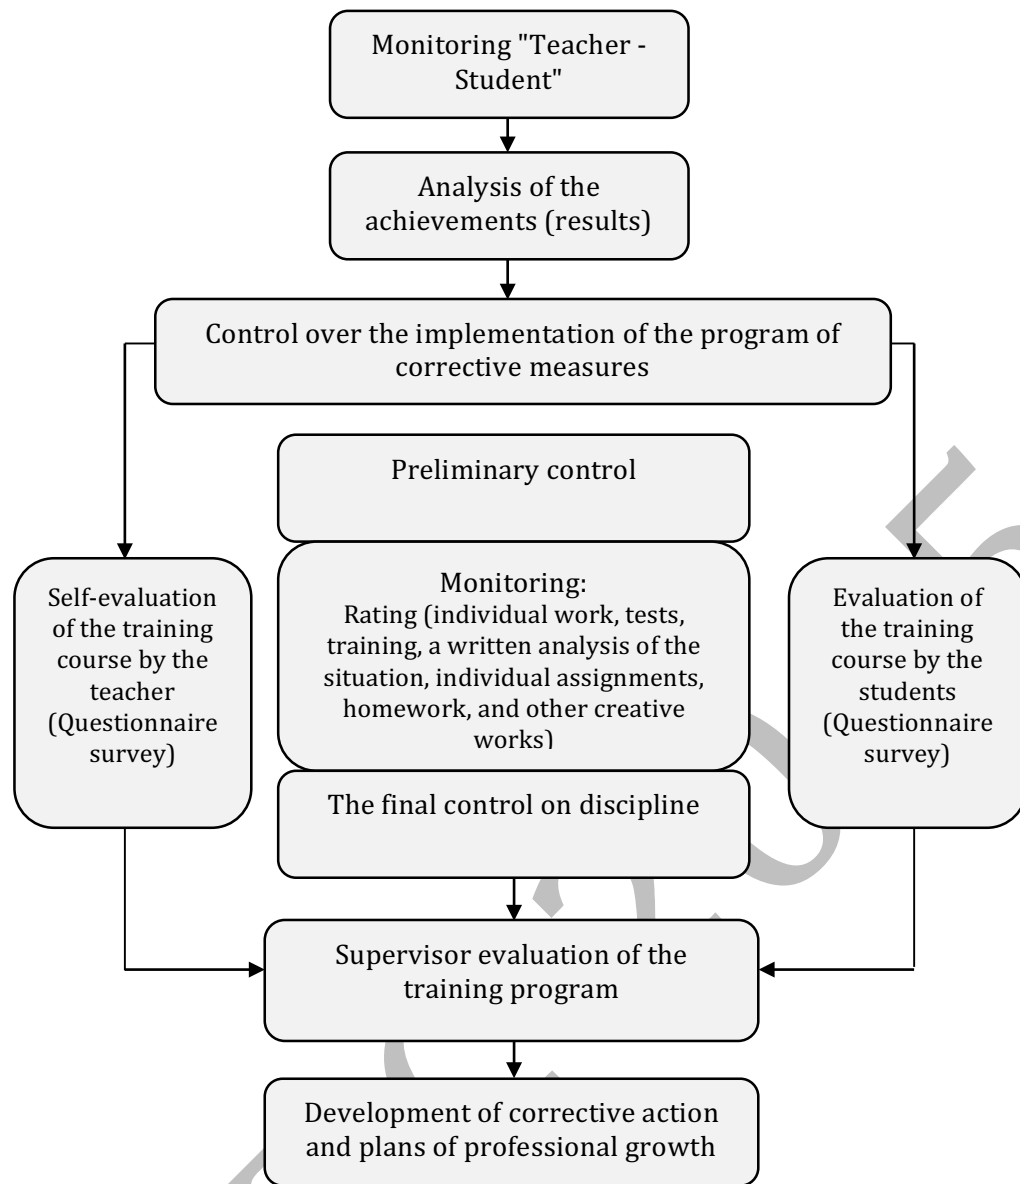 Monitoring "Teacher -
Student"
Analysis of the
achievements (results)
Control over the implementation of the program of
corrective measures
Preliminary control
Self-evaluation
of the training
course by the
teacher
(Questionnaire
survey)
Monitoring:
Rating (individual work, tests,
training, a written analysis of the
situation, individual assignments,
homework, and other creative
works)
Evaluation of
the training
course by the
students
(Questionnaire
survey)
The final control on discipline
Supervisor evaluation of the
training program
Development of corrective action
and plans of professional growth